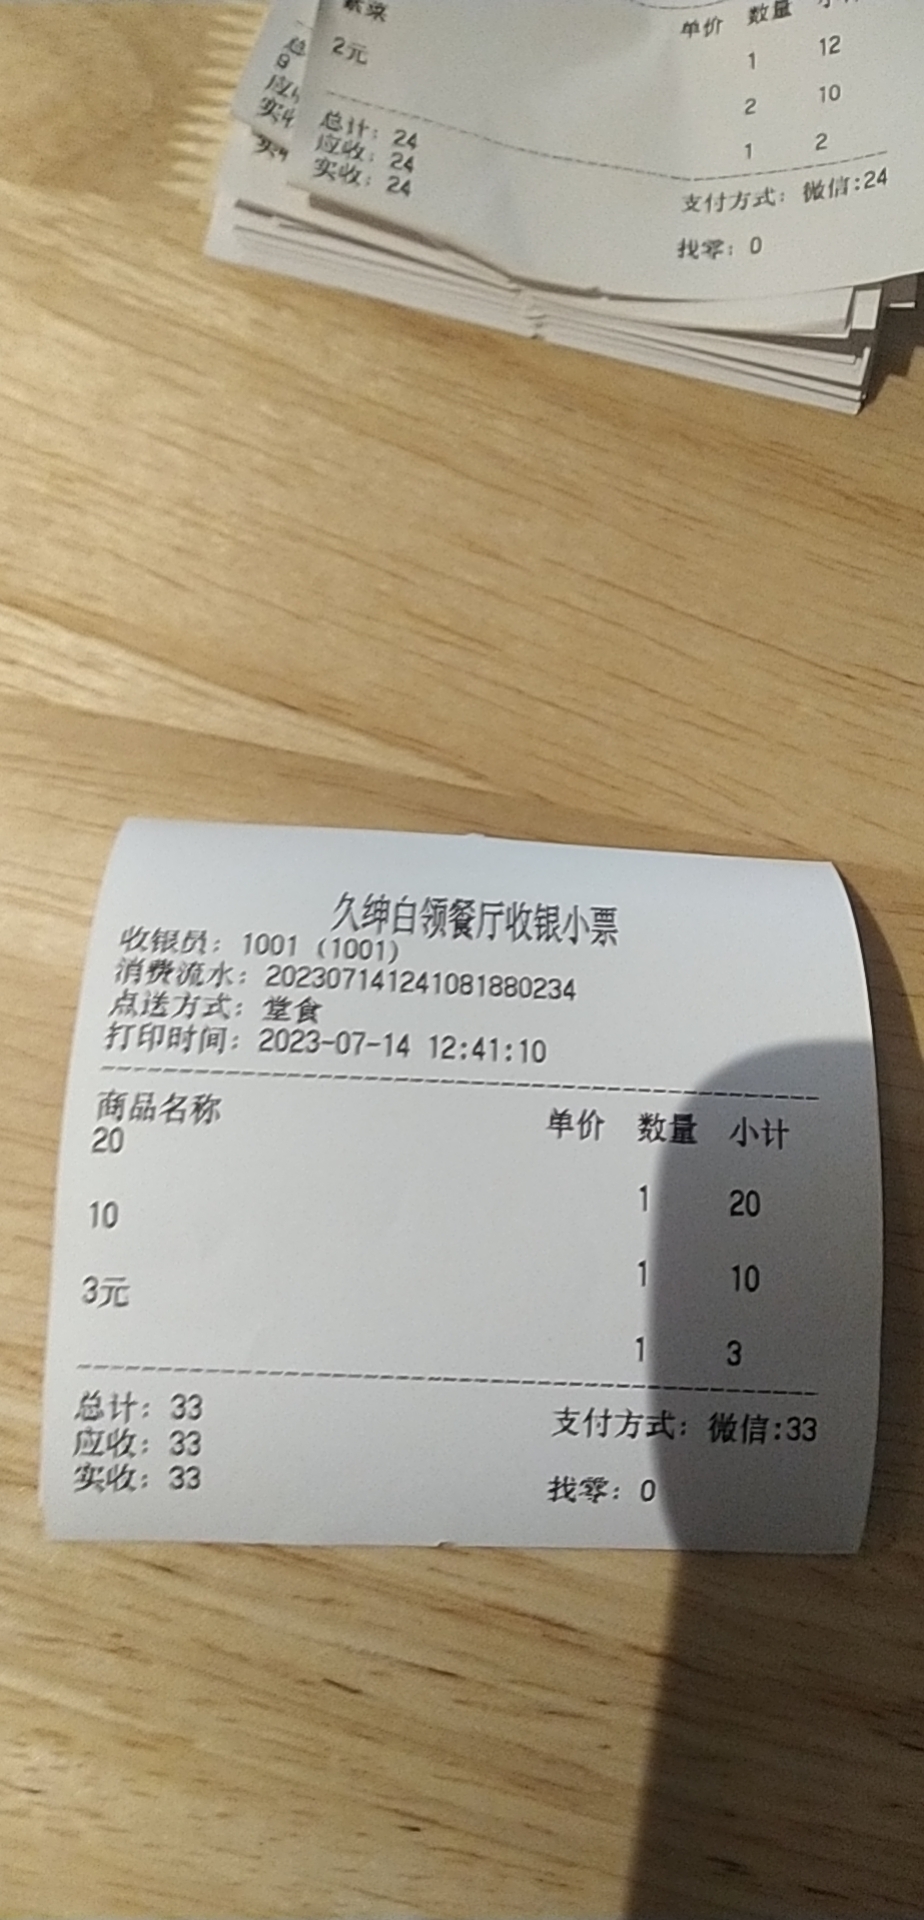 素菜
2元
单价 数量
1 12
2 10
1 2
总计: 24
应收: 24
实收: 24
支付方式: 微信:24
找零: 0
久绅白领餐厅收银小票
收银员: 1001 (1001)
消费流水: 202307141241081880234
点送方式: 堂食
打印时间: 2023-07-14 12:41:10
商品名称 单价 数量 小计
20
1 20
10
1 10
3元
1 3
总计: 33
应收: 33
实收: 33
支付方式: 微信:33
找零: 0